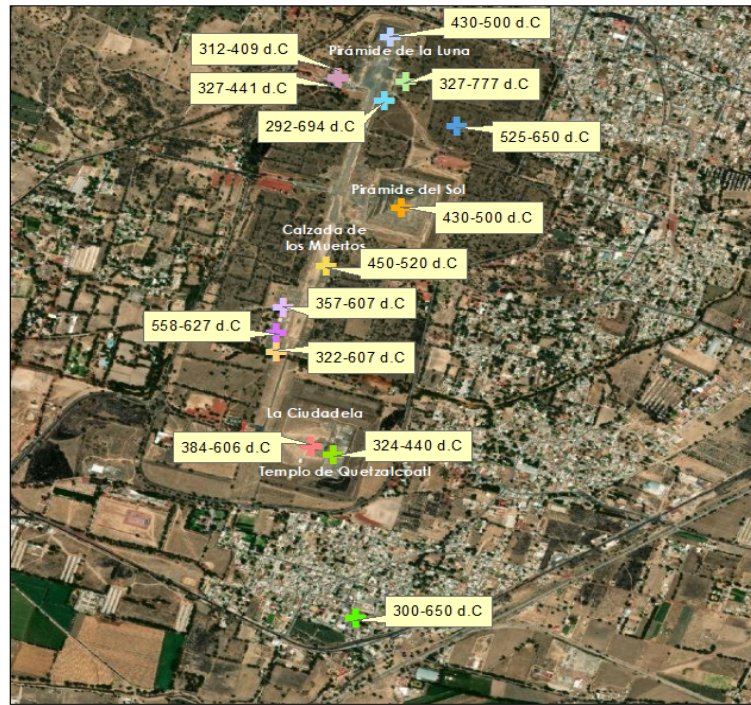 430-500 d.C
Pirámide de la Luna
312-409 d.C
327-441 d.C
327-777 d.C
292-694 d.C
525-650 d.C
Pirámide del Sol
430-500 d.C
Calzada de
los Muertos
450-520 d.C
357-607 d.C
558-627 d.C
322-607 d.C
La Ciudadela
384-606 d.C
324-440 d.C
Templo de Quetzalcoatl
300-650 d.C